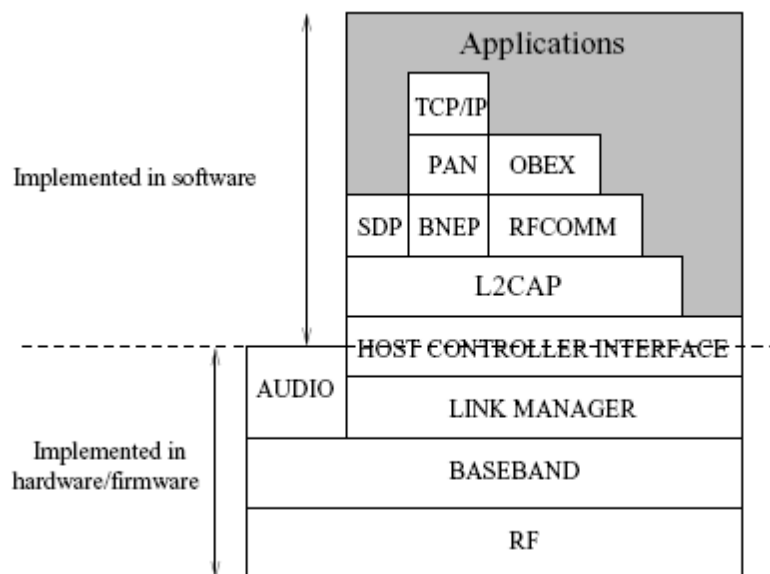 Applications
TCP/IP
Implemented in software
PAN OBEX
SDP BNEP RFCOMM
L2CAP
HOST CONTROLLER INTERFACE
AUDIO
LINK MANAGER
Implemented in
hardware/firmware
BASEBAND
RF